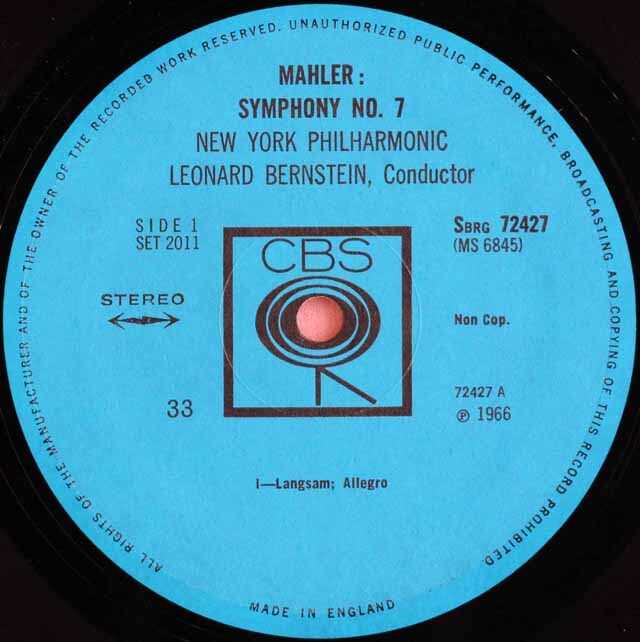 ALL RIGHTS OF THE MANUFACTURER AND OF THE OWNER OF THE RECORDED WORK RESERVED. UNAUTHORIZED PUBLIC PERFORMANCE, BROADCASTING AND COPYING OF THIS RECORD PROHIBITED
MAHLER:
SYMPHONY NO. 7
NEW YORK PHILHARMONIC
LEONARD BERNSTEIN, Conductor
SIDE 1
SET 2011
SBRG 72427
(MS 6845)
CBS
STEREO
Non Cop.
33
72427 A
℗ 1966
i—Langsam; Allegro
MADE IN ENGLAND